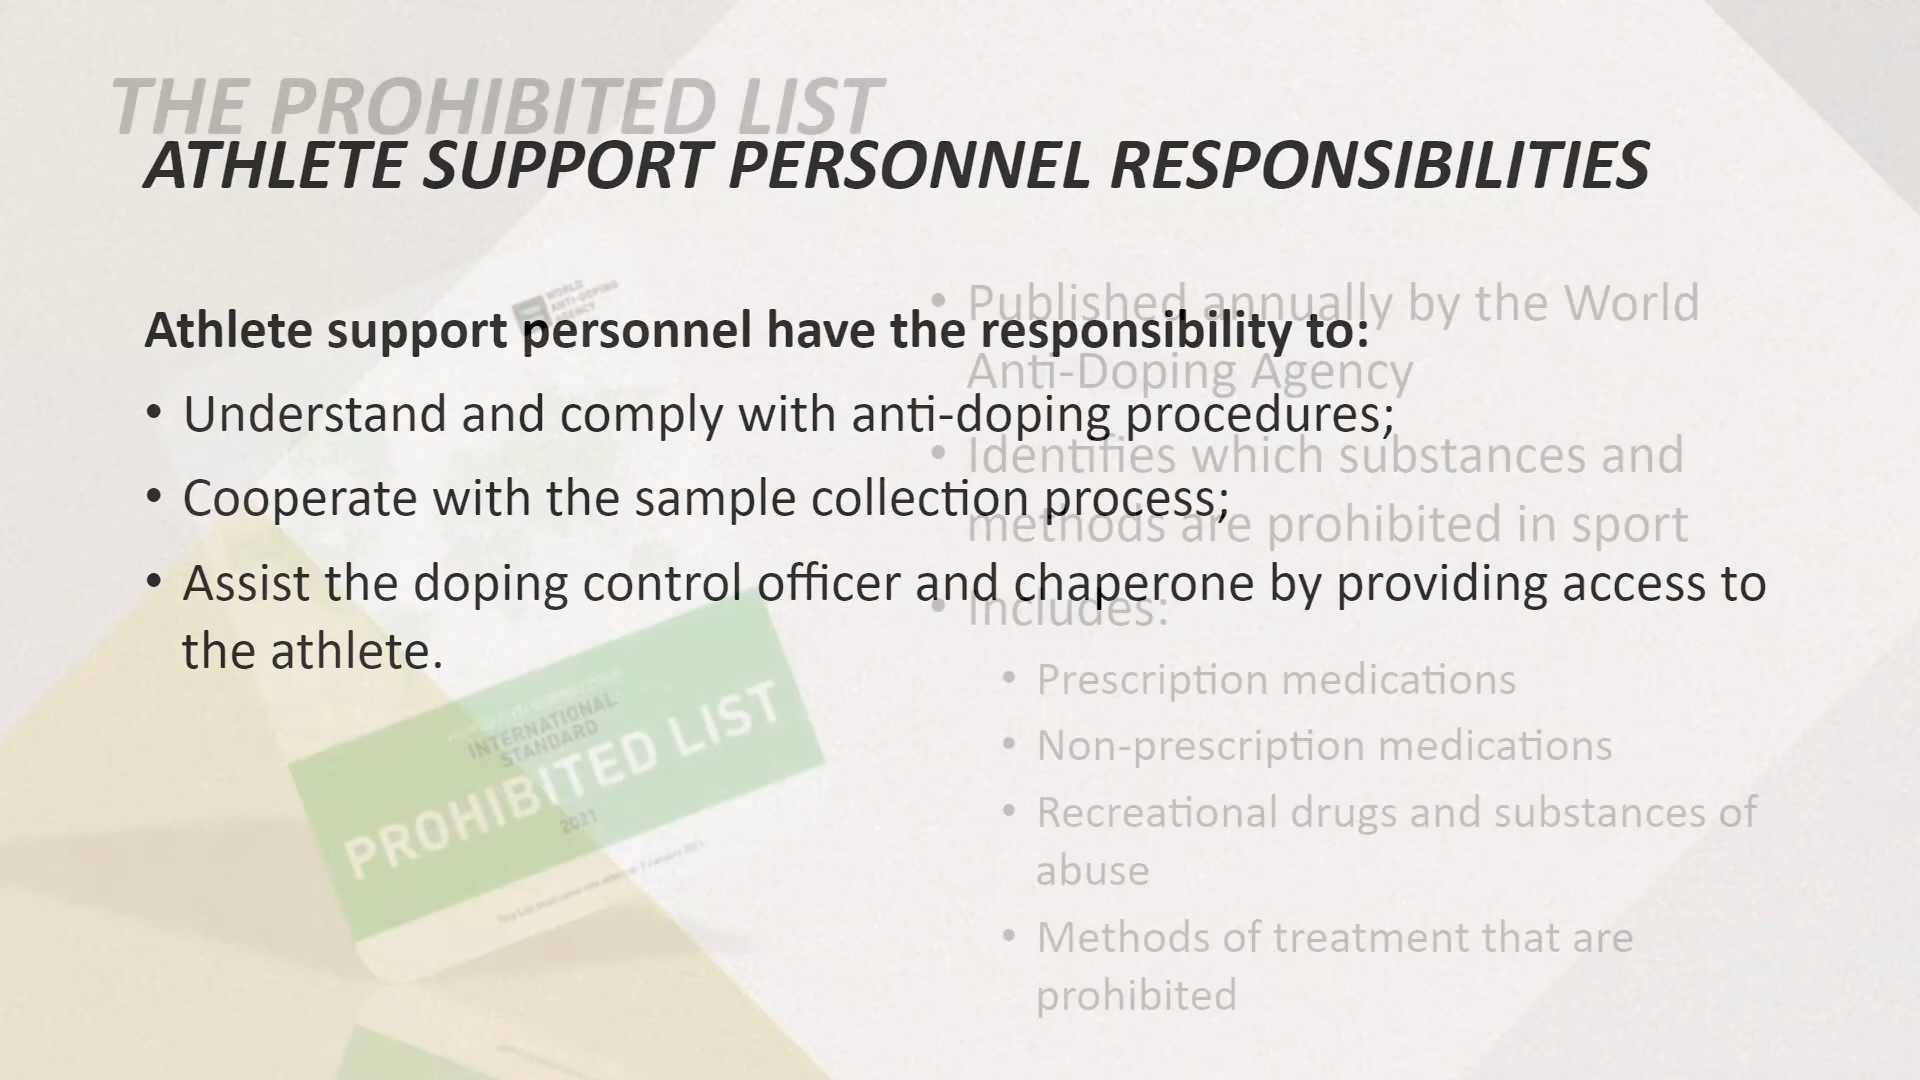 THE PROHIBITED LIST
ATHLETE SUPPORT PERSONNEL RESPONSIBILITIES
Athlete support personnel have the responsibility to:
• Understand and comply with anti-doping procedures;
• Cooperate with the sample collection process;
• Assist the doping control officer and chaperone by providing access to
the athlete.
• Published annually by the World
Anti-Doping Agency
• Identifies which substances and
methods are prohibited in sport
• Includes:
• Prescription medications
• Non-prescription medications
• Recreational drugs and substances of
abuse
• Methods of treatment that are
prohibited
WORLD
ANTI-DOPING
AGENCY
INTERNATIONAL
STANDARD
PROHIBITED LIST
2021